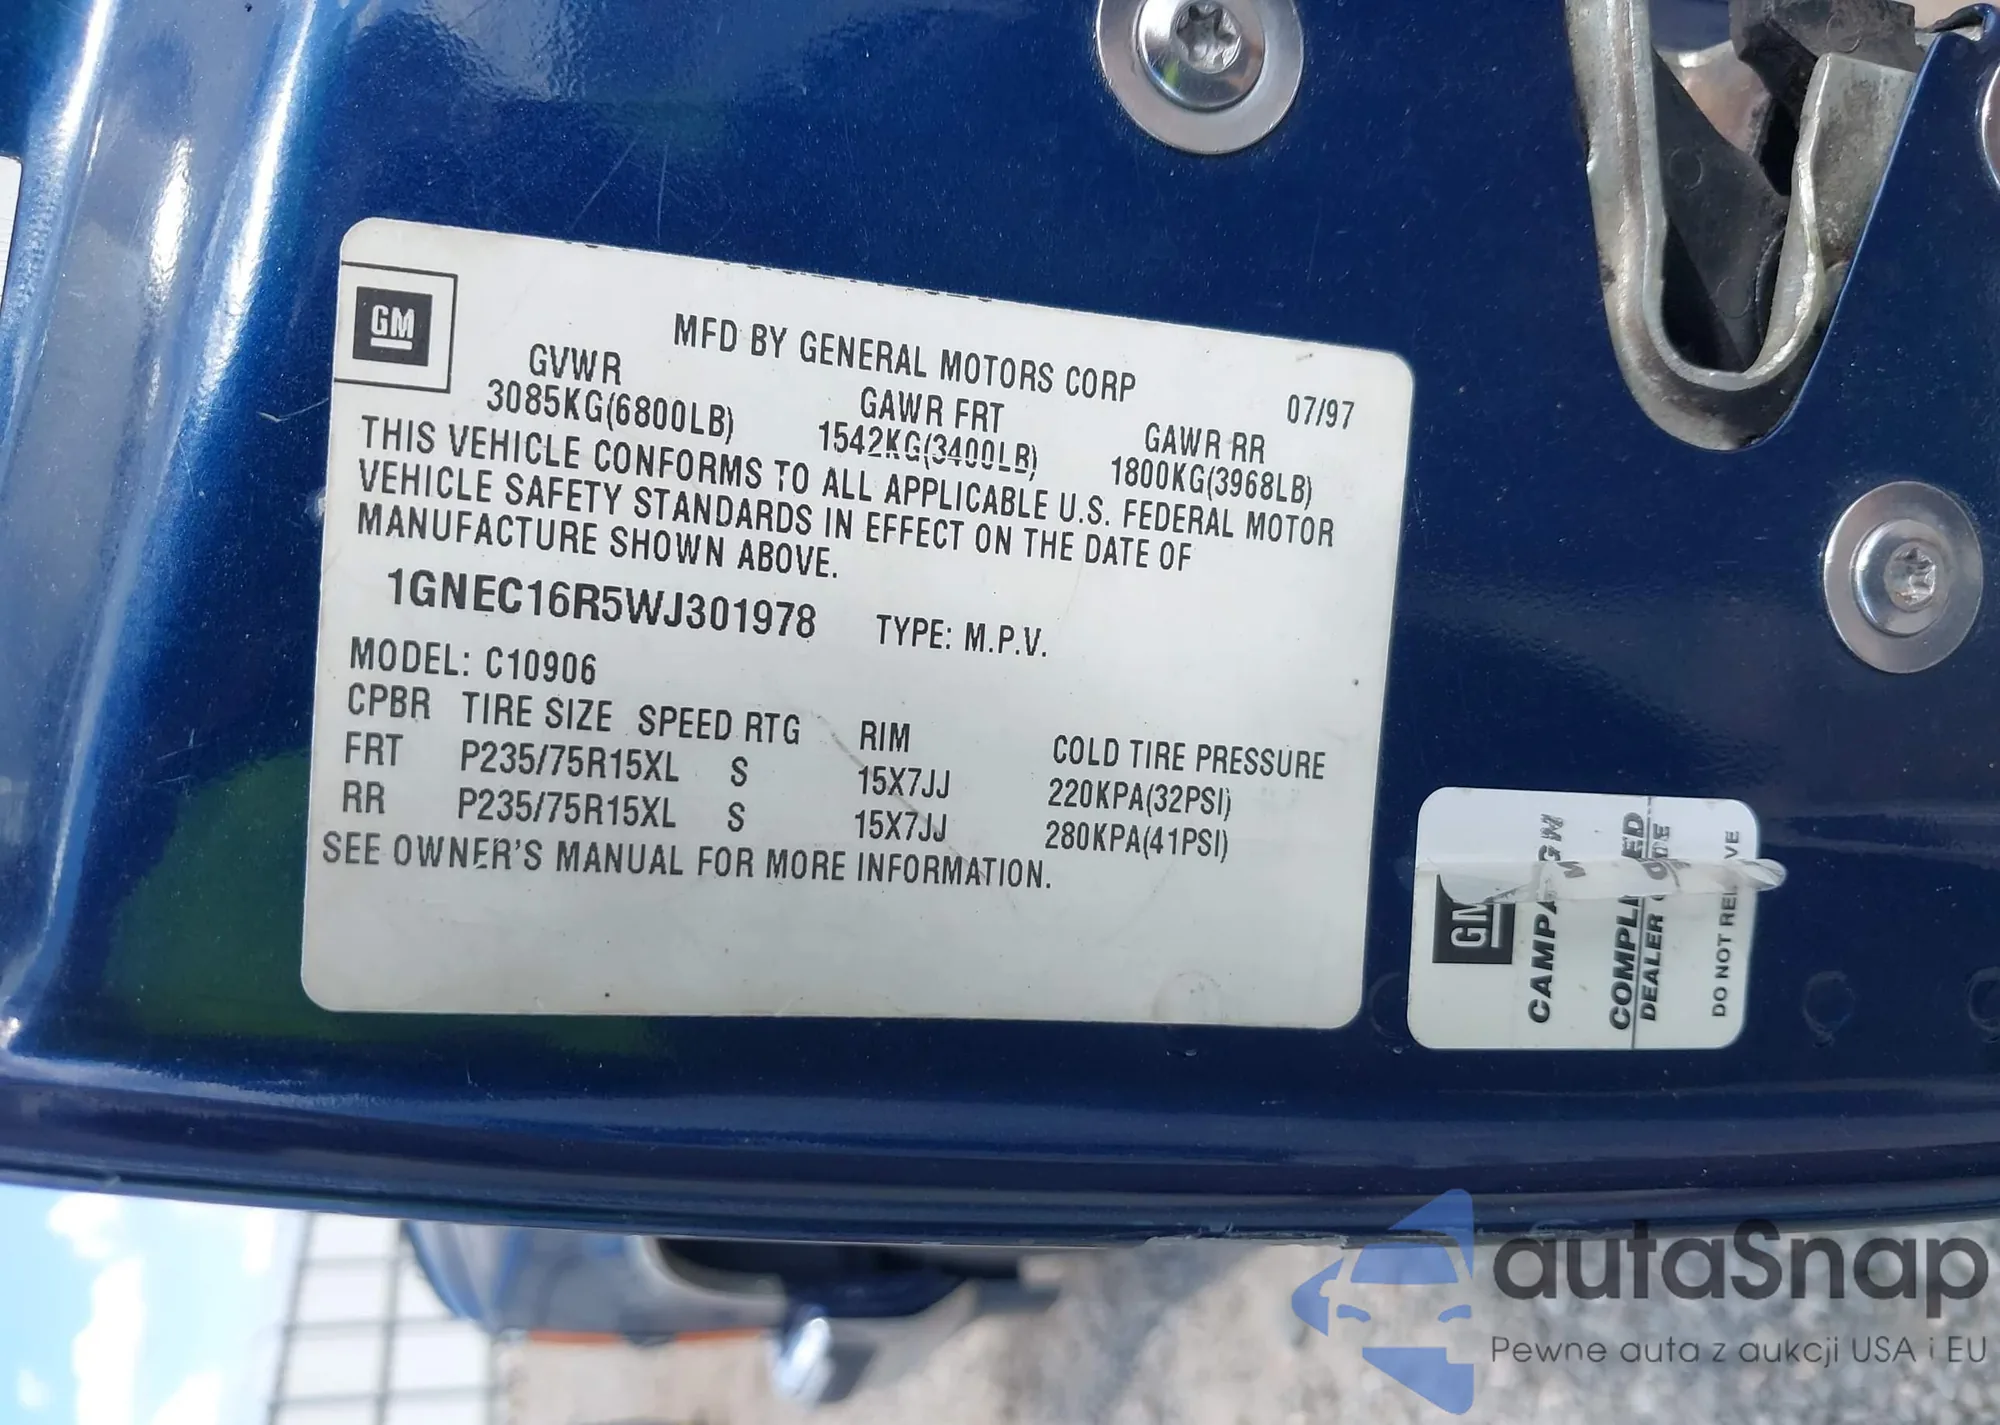 GM
MFD BY GENERAL MOTORS CORP
07/97
GVWR GAWR FRT GAWR RR
3085KG(6800LB) 1542KG(3400LB) 1800KG(3968LB)
THIS VEHICLE CONFORMS TO ALL APPLICABLE U.S. FEDERAL MOTOR
VEHICLE SAFETY STANDARDS IN EFFECT ON THE DATE OF
MANUFACTURE SHOWN ABOVE.
1GNEC16R5WJ301978 TYPE: M.P.V.
MODEL: C10906
CPBR TIRE SIZE SPEED RTG RIM COLD TIRE PRESSURE
FRT P235/75R15XL S 15X7JJ 220KPA(32PSI)
RR P235/75R15XL S 15X7JJ 280KPA(41PSI)
SEE OWNER'S MANUAL FOR MORE INFORMATION.
GM
CAMPAIGN
COMPLETED
DEALER CODE
DO NOT REMOVE
autaSnap
Pewne auta z aukcji USA i EU